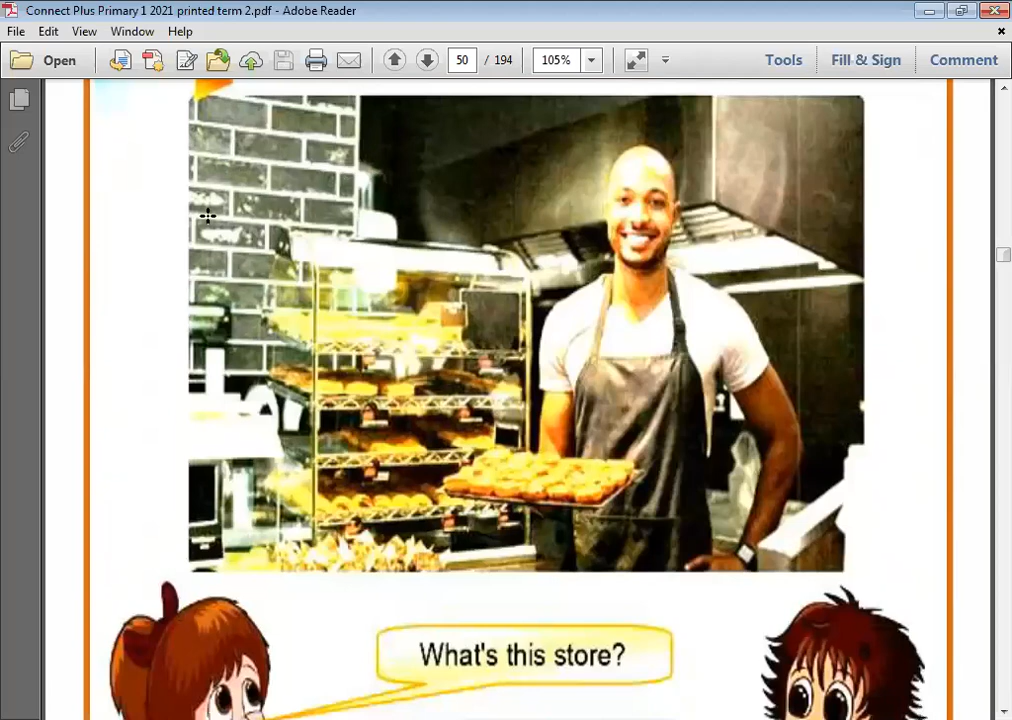 Connect Plus Primary 1 2021 printed term 2.pdf - Adobe Reader
File Edit View Window Help
Open 50 / 194 105% Tools Fill & Sign Comment
What's this store?